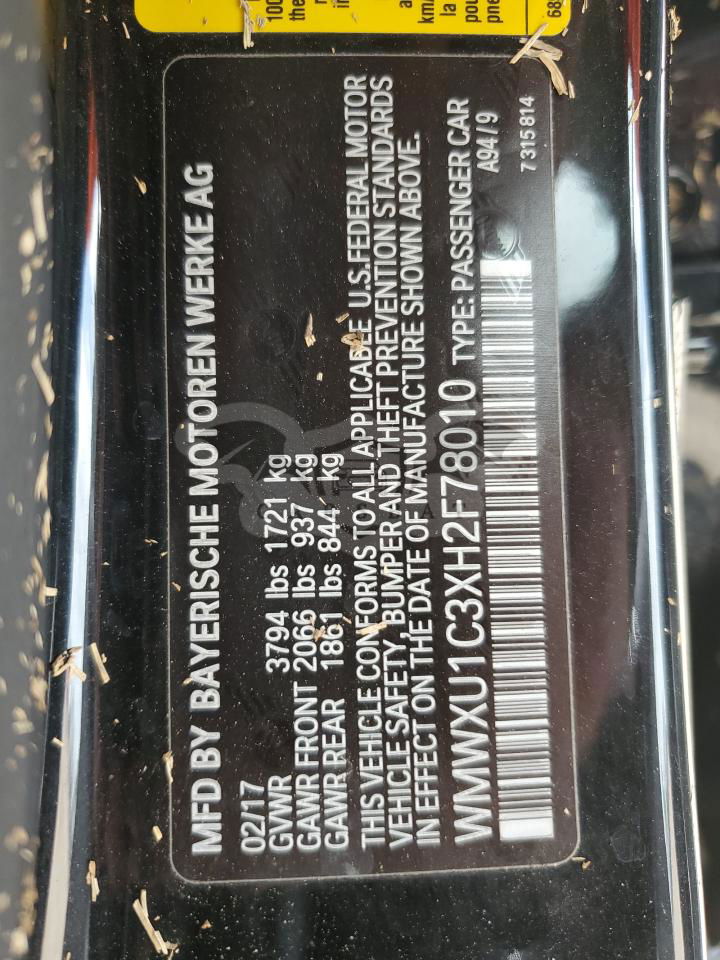 MFD BY BAYERISCHE MOTOREN WERKE AG
02/17
GVWR 3794 lbs 1721 kg
GAWR FRONT 2066 lbs 937 kg
GAWR REAR 1861 lbs 844 kg
THIS VEHICLE CONFORMS TO ALL APPLICABLE U.S.FEDERAL MOTOR
VEHICLE SAFETY, BUMPER AND THEFT PREVENTION STANDARDS
IN EFFECT ON THE DATE OF MANUFACTURE SHOWN ABOVE.
WMWXU1C3XH2F78010 TYPE: PASSENGER CAR
A94/9
7315814